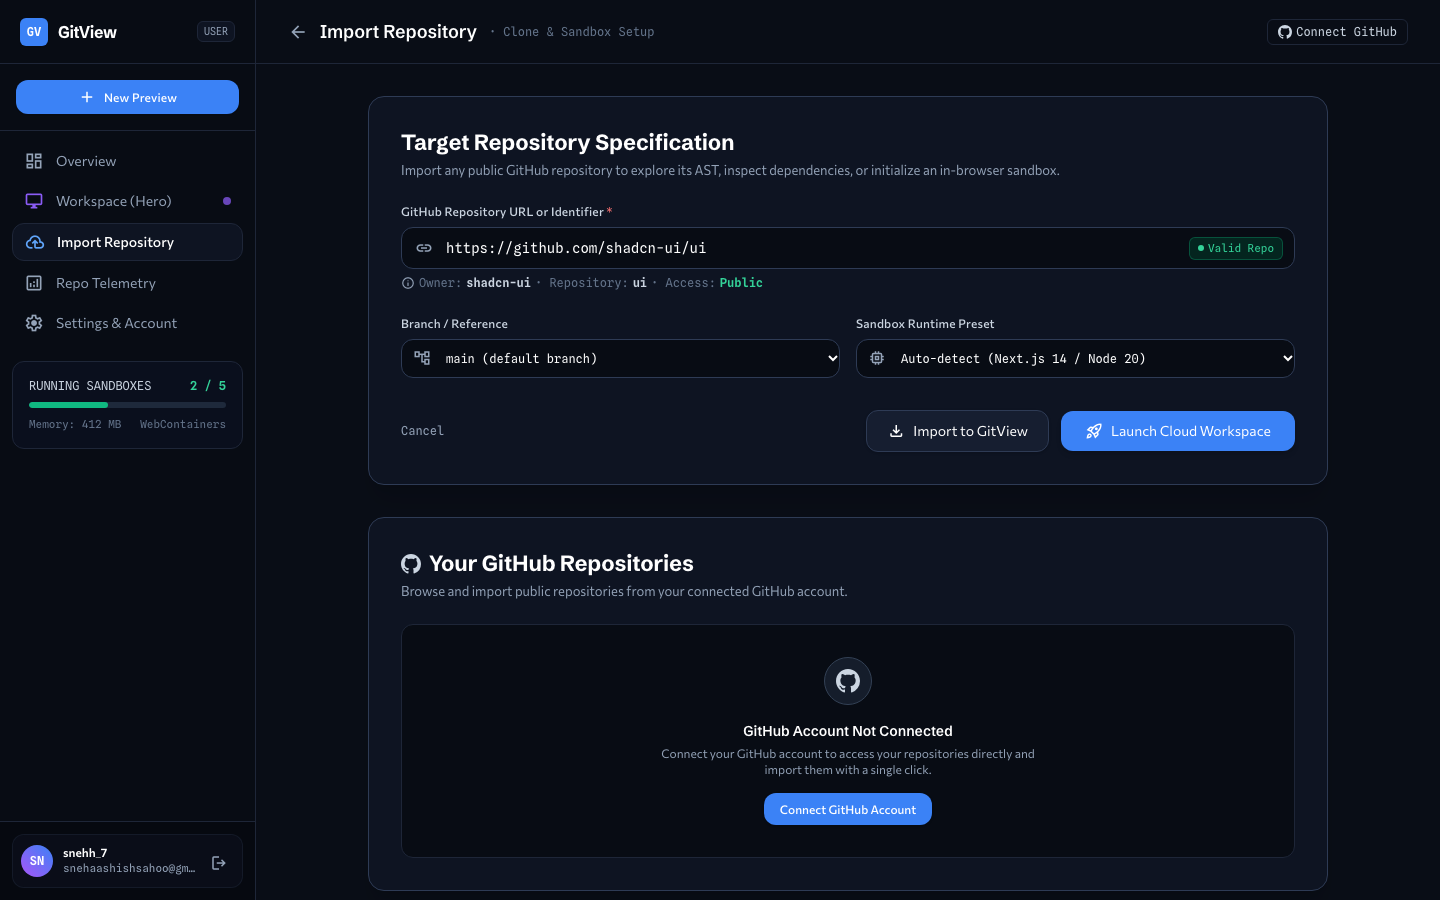 GV GitView USER
New Preview
Overview
Workspace (Hero)
Import Repository
Repo Telemetry
Settings & Account
RUNNING SANDBOXES 2 / 5
Memory: 412 MB WebContainers
SN snehh_7
snehaashishsahoo@gm…
Import Repository · Clone & Sandbox Setup
Connect GitHub
Target Repository Specification
Import any public GitHub repository to explore its AST, inspect dependencies, or initialize an in-browser sandbox.
GitHub Repository URL or Identifier *
https://github.com/shadcn-ui/ui
Valid Repo
Owner: shadcn-ui · Repository: ui · Access: Public
Branch / Reference
main (default branch)
Sandbox Runtime Preset
Auto-detect (Next.js 14 / Node 20)
Cancel
Import to GitView
Launch Cloud Workspace
Your GitHub Repositories
Browse and import public repositories from your connected GitHub account.
GitHub Account Not Connected
Connect your GitHub account to access your repositories directly and
import them with a single click.
Connect GitHub Account